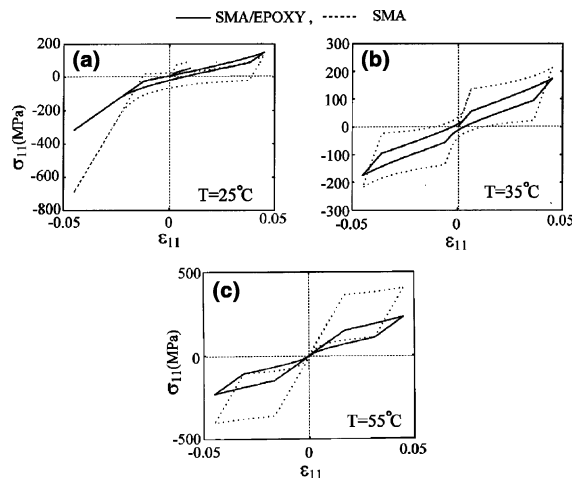 SMA/EPOXY, SMA
(a)
200
0
-200
-400
-600
-800
σ11(MPa)
T=25°C
-0.05 0 0.05
ε11
(b)
300
200
100
0
-100
-200
-300
σ11(MPa)
T=35°C
-0.05 0 0.05
ε11
(c)
500
0
-500
σ11(MPa)
T=55°C
-0.05 0 0.05
ε11